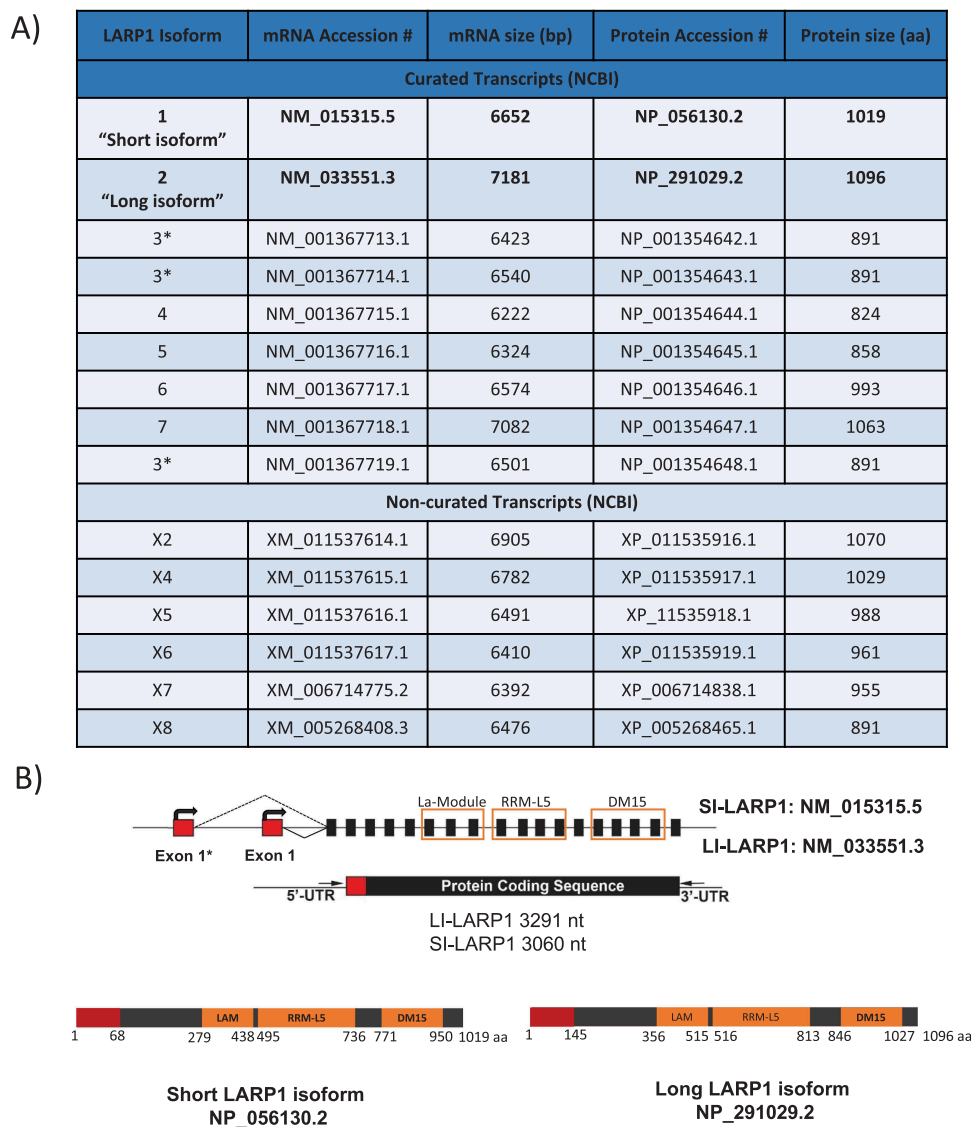 A)
LARP1 Isoform mRNA Accession # mRNA size (bp) Protein Accession # Protein size (aa)
Curated Transcripts (NCBI)
1 NM_015315.5 6652 NP_056130.2 1019
“Short isoform”
2 NM_033551.3 7181 NP_291029.2 1096
“Long isoform”
3* NM_001367713.1 6423 NP_001354642.1 891
3* NM_001367714.1 6540 NP_001354643.1 891
4 NM_001367715.1 6222 NP_001354644.1 824
5 NM_001367716.1 6324 NP_001354645.1 858
6 NM_001367717.1 6574 NP_001354646.1 993
7 NM_001367718.1 7082 NP_001354647.1 1063
3* NM_001367719.1 6501 NP_001354648.1 891
Non-curated Transcripts (NCBI)
X2 XM_011537614.1 6905 XP_011535916.1 1070
X4 XM_011537615.1 6782 XP_011535917.1 1029
X5 XM_011537616.1 6491 XP_11535918.1 988
X6 XM_011537617.1 6410 XP_011535919.1 961
X7 XM_006714775.2 6392 XP_006714838.1 955
X8 XM_005268408.3 6476 XP_005268465.1 891
B)
La-Module RRM-L5 DM15
SI-LARP1: NM_015315.5
LI-LARP1: NM_033551.3
Exon 1* Exon 1
Protein Coding Sequence
5'-UTR 3'-UTR
LI-LARP1 3291 nt
SI-LARP1 3060 nt
LAM RRM-L5 DM15
1 68 279 438 495 736 771 950 1019 aa
Short LARP1 isoform
NP_056130.2
LAM RRM-L5 DM15
1 145 356 515 516 813 846 1027 1096 aa
Long LARP1 isoform
NP_291029.2